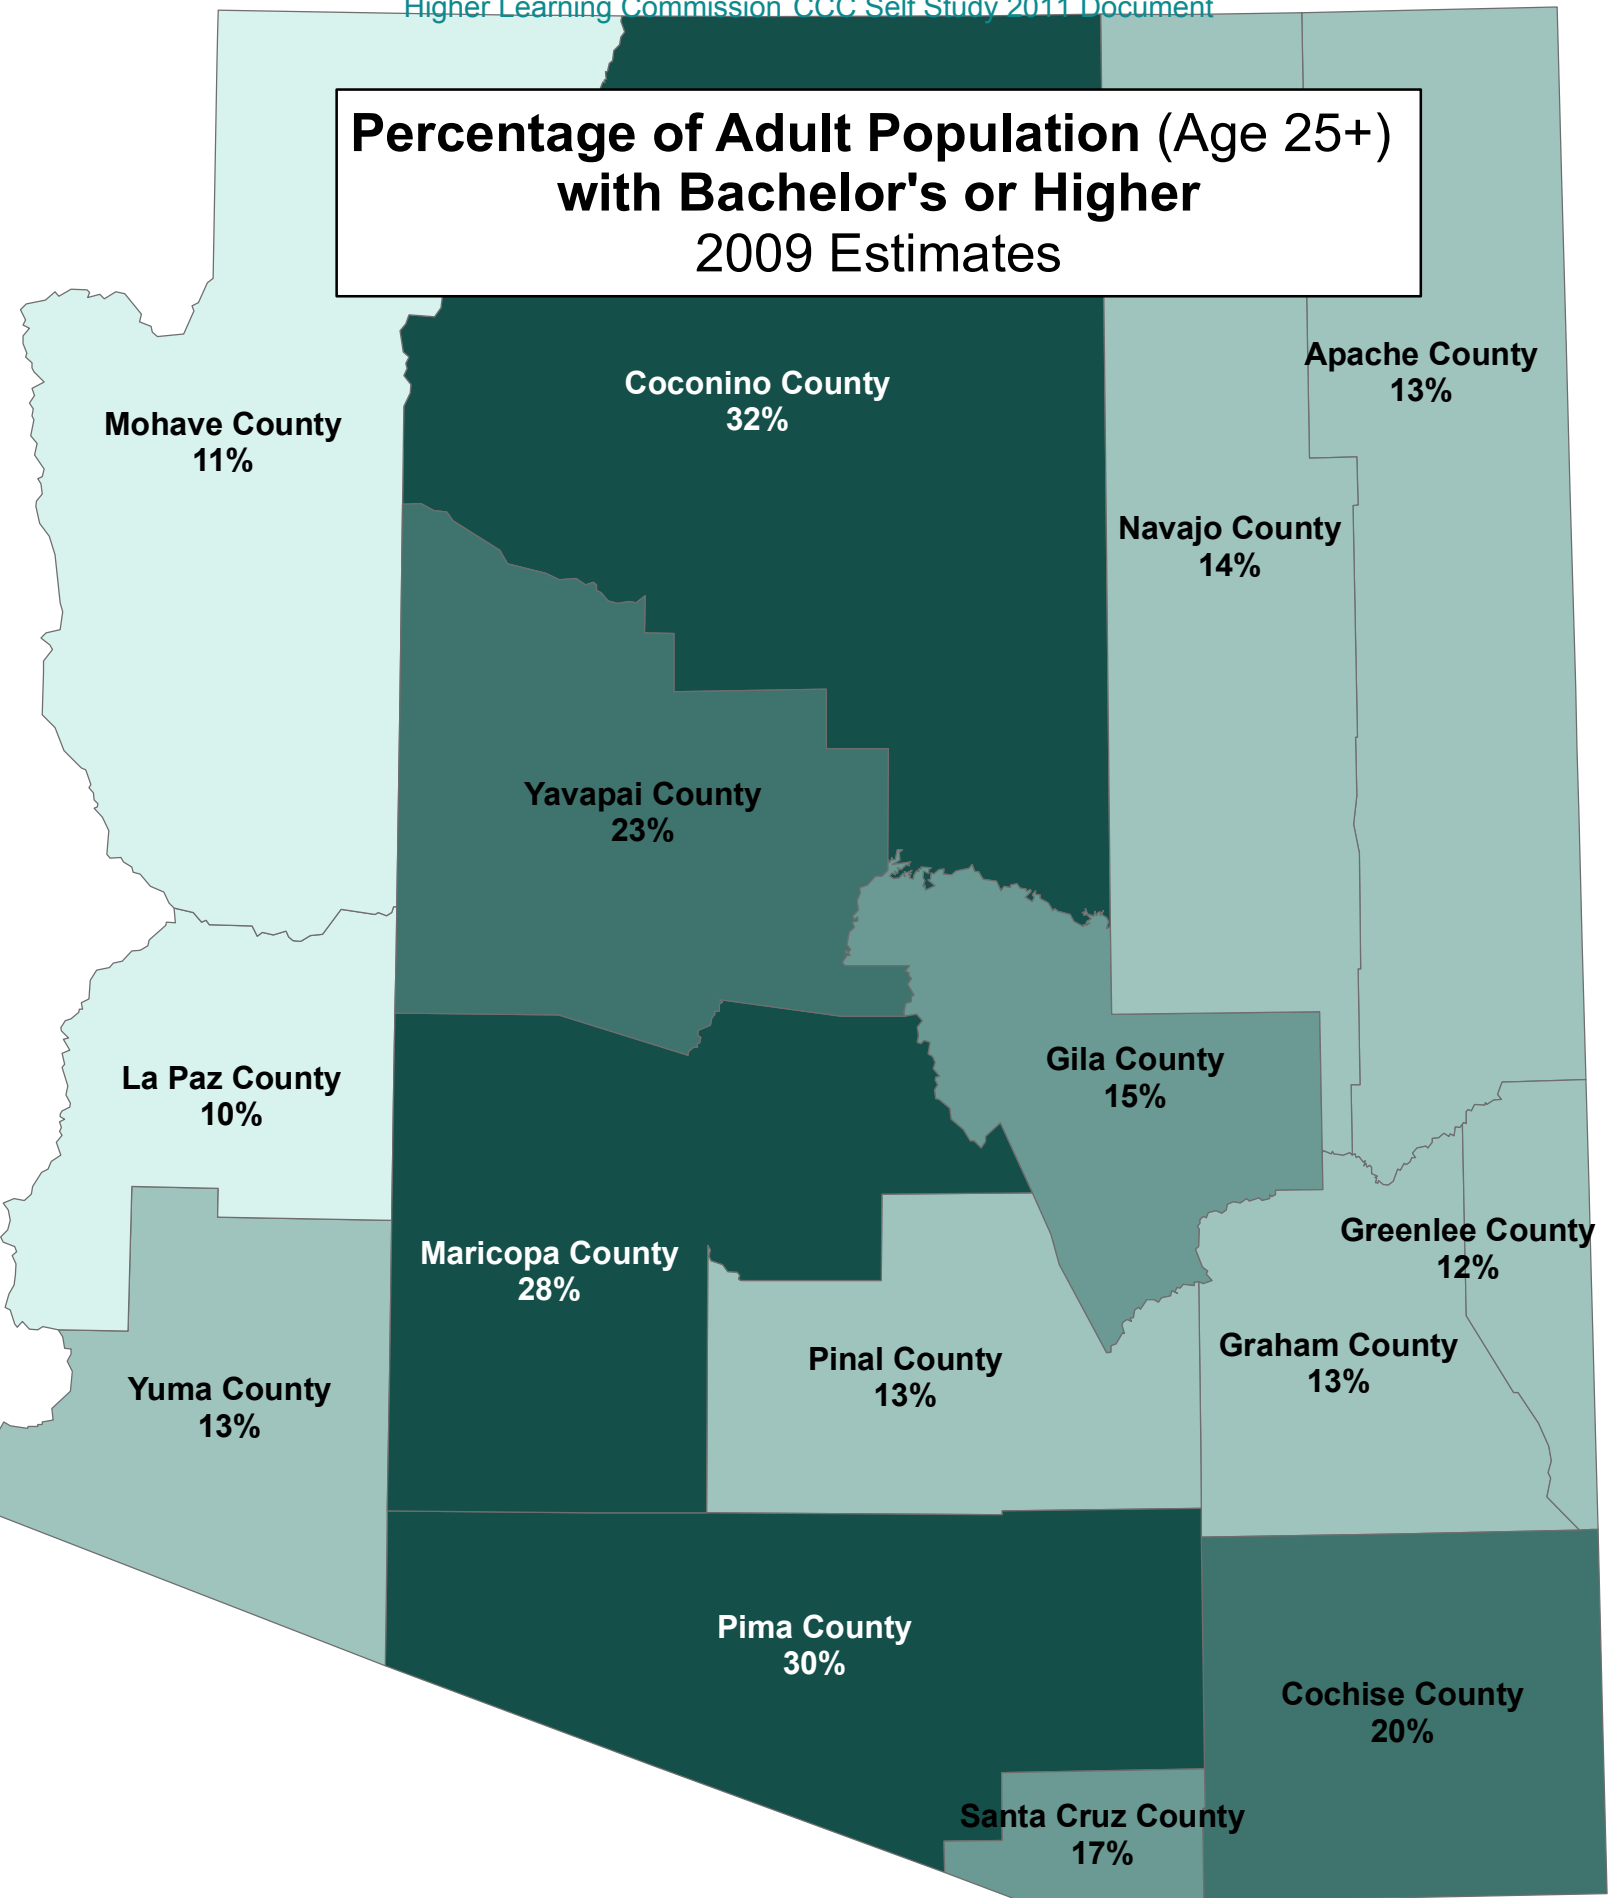 Higher Learning Commission CCC Self Study 2011 Document
Percentage of Adult Population (Age 25+)
with Bachelor's or Higher
2009 Estimates
Apache County
13%
Coconino County
32%
Mohave County
11%
Navajo County
14%
Yavapai County
23%
Gila County
15%
La Paz County
10%
Greenlee County
12%
Maricopa County
28%
Graham County
13%
Pinal County
13%
Yuma County
13%
Pima County
30%
Cochise County
20%
Santa Cruz County
17%